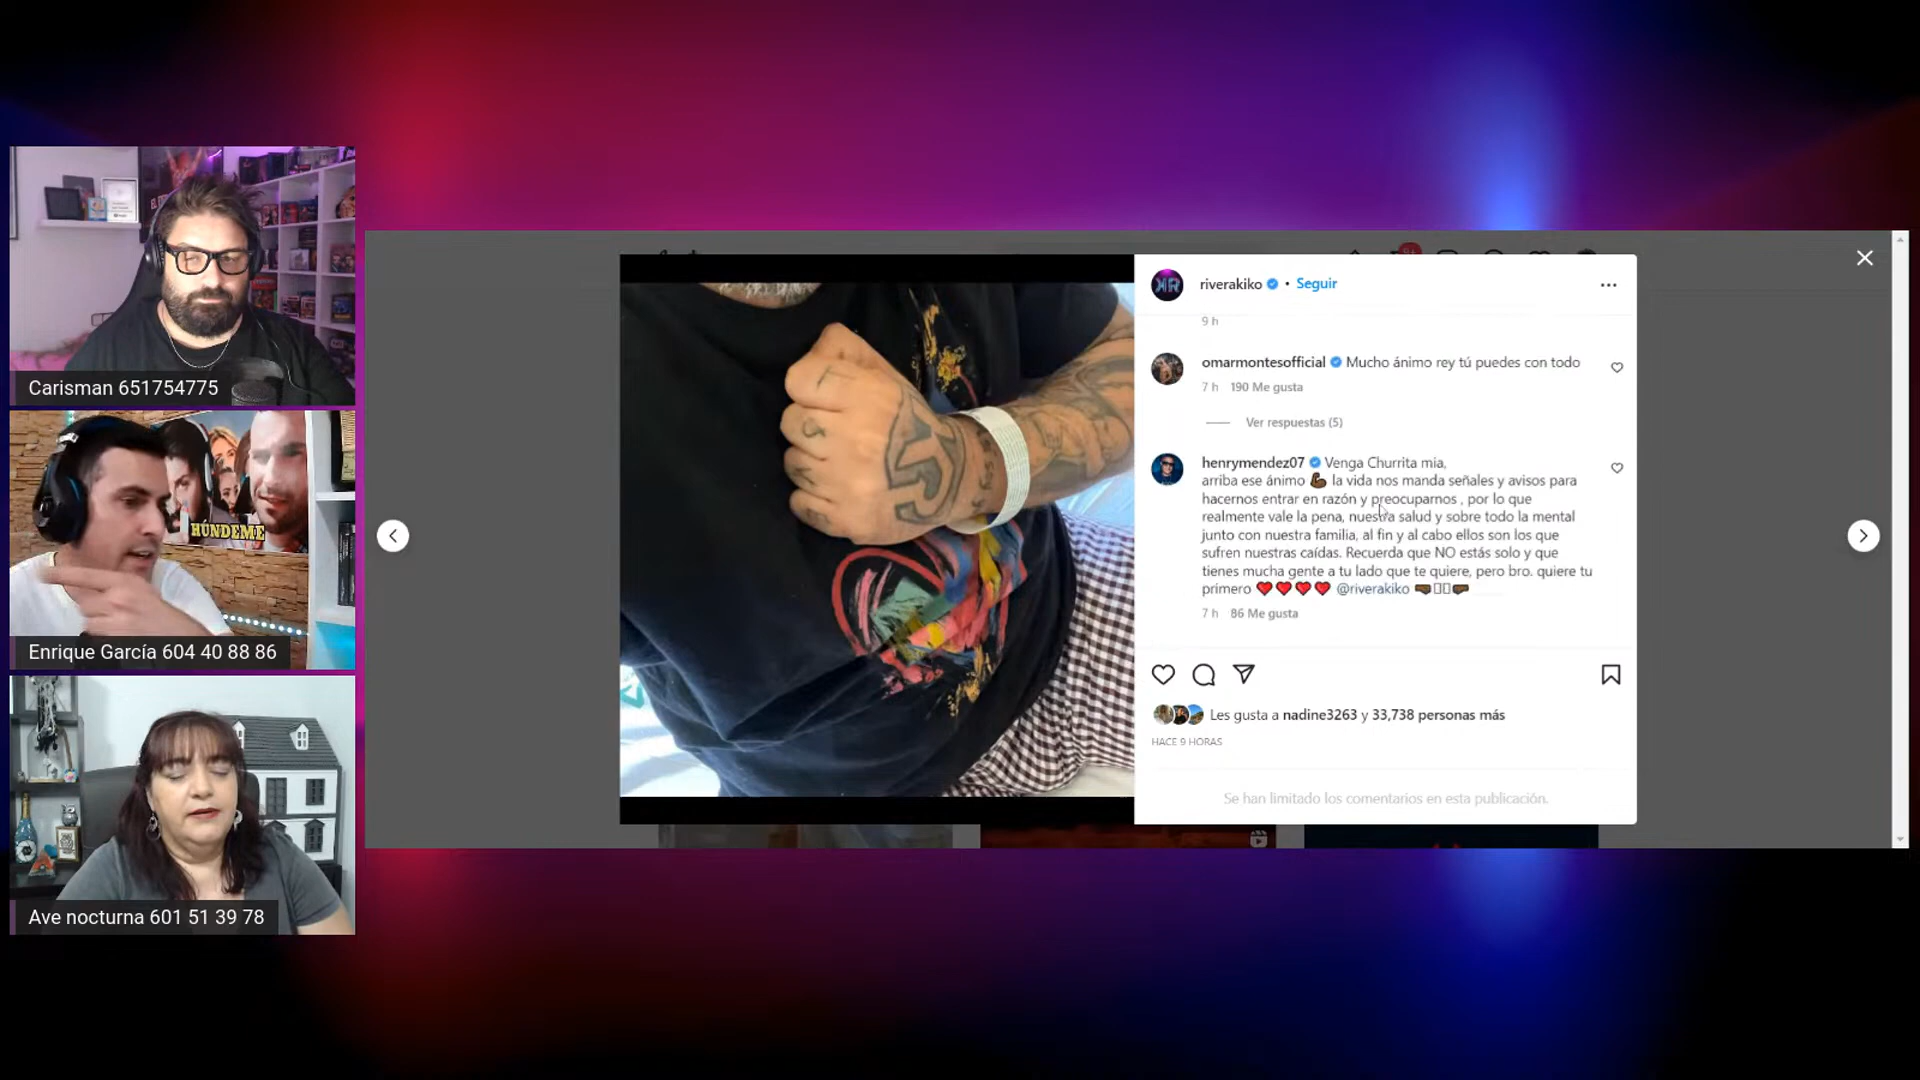 Carisman 651754775
HÚNDEME
Enrique García 604 40 88 86
Ave nocturna 601 51 39 78
riverakiko • Seguir
9 h
omarmontesofficial Mucho ánimo rey tú puedes con todo
7 h 190 Me gusta
Ver respuestas (5)
henrymendez07 Venga Churrita mia,
arriba ese ánimo 💪🏿 la vida nos manda señales y avisos para
hacernos entrar en razón y preocuparnos , por lo que
realmente vale la pena, nuestra salud y sobre todo la mental
junto con nuestra familia, al fin y al cabo ellos son los que
sufren nuestras caídas. Recuerda que NO estás solo y que
tienes mucha gente a tu lado que te quiere, pero bro. quiere tu
primero ❤️❤️❤️❤️ @riverakiko
7 h 86 Me gusta
Les gusta a nadine3263 y 33,738 personas más
HACE 9 HORAS
Se han limitado los comentarios en esta publicación.